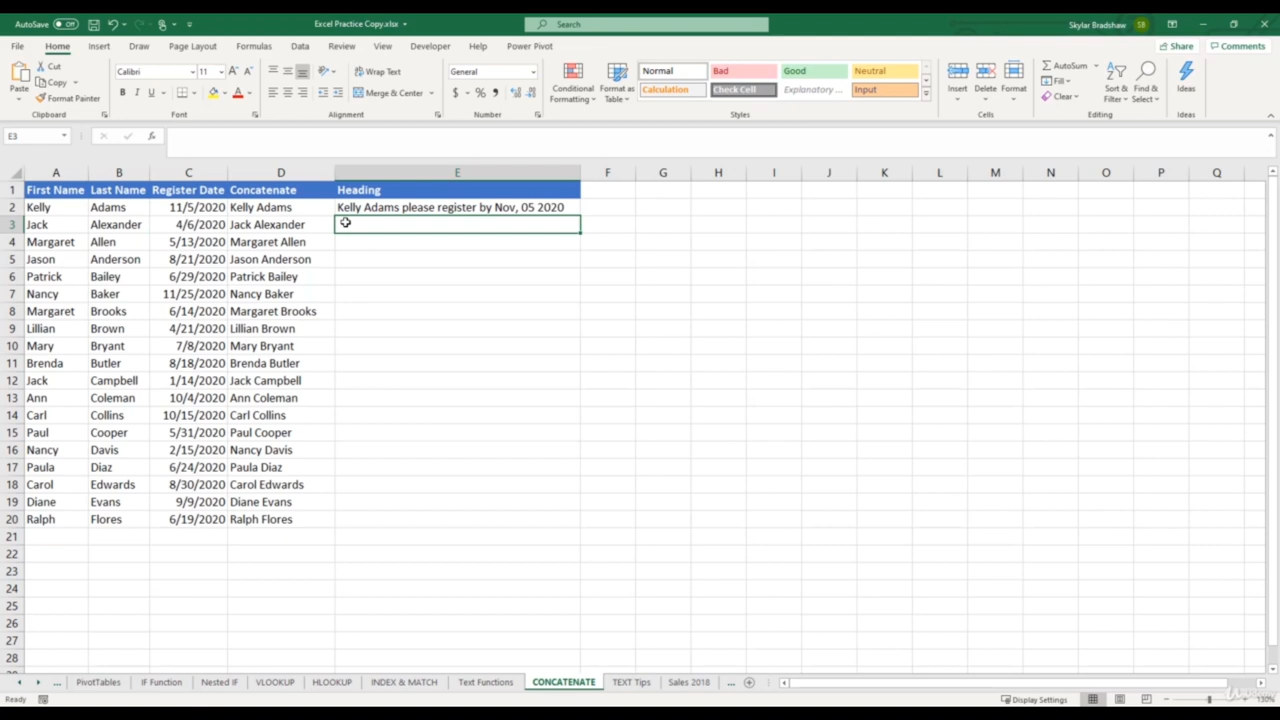 AutoSave Off Excel Practice Copy.xlsx Search Skylar Bradshaw SB
File Home Insert Draw Page Layout Formulas Data Review View Developer Help Power Pivot Share Comments
Cut Calibri 11 Wrap Text General Normal Bad Good Neutral AutoSum
Copy Fill
Paste Format Painter B I U Merge & Center $ % Conditional Formatting Format as Table Calculation Check Cell Explanatory ... Input Insert Delete Format Clear Sort & Filter Find & Select Ideas
Clipboard Font Alignment Number Styles Cells Editing Ideas
E3 fx
A B C D E F G H I J K L M N O P Q
1 First Name Last Name Register Date Concatenate Heading
2 Kelly Adams 11/5/2020 Kelly Adams Kelly Adams please register by Nov, 05 2020
3 Jack Alexander 4/6/2020 Jack Alexander
4 Margaret Allen 5/13/2020 Margaret Allen
5 Jason Anderson 8/21/2020 Jason Anderson
6 Patrick Bailey 6/29/2020 Patrick Bailey
7 Nancy Baker 11/25/2020 Nancy Baker
8 Margaret Brooks 6/14/2020 Margaret Brooks
9 Lillian Brown 4/21/2020 Lillian Brown
10 Mary Bryant 7/8/2020 Mary Bryant
11 Brenda Butler 8/18/2020 Brenda Butler
12 Jack Campbell 1/14/2020 Jack Campbell
13 Ann Coleman 10/4/2020 Ann Coleman
14 Carl Collins 10/15/2020 Carl Collins
15 Paul Cooper 5/31/2020 Paul Cooper
16 Nancy Davis 2/15/2020 Nancy Davis
17 Paula Diaz 6/24/2020 Paula Diaz
18 Carol Edwards 8/30/2020 Carol Edwards
19 Diane Evans 9/9/2020 Diane Evans
20 Ralph Flores 6/19/2020 Ralph Flores
21
22
23
24
25
26
27
28
... PivotTables IF Function Nested IF VLOOKUP HLOOKUP INDEX & MATCH Text Functions CONCATENATE TEXT Tips Sales 2018 ...
Ready Display Settings 130%